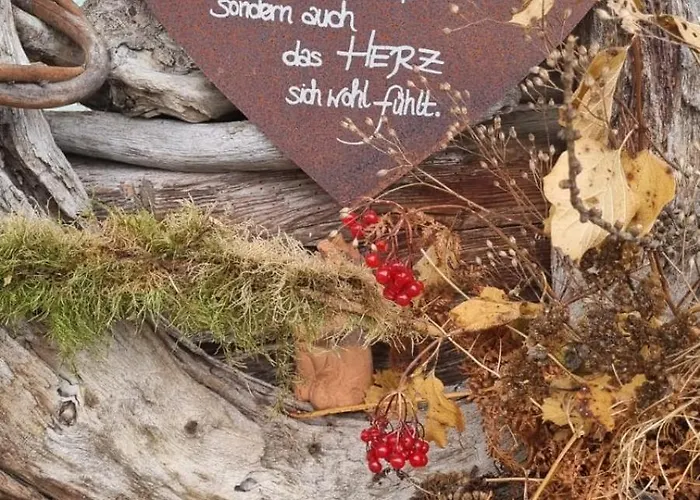 sondern auch
das HERZ
sich wohl fühlt.